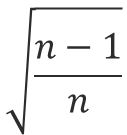 √((n − 1)/n)